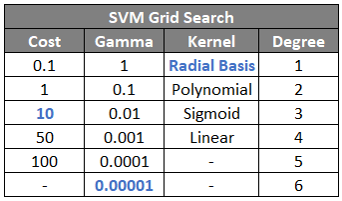 SVM Grid Search
Cost Gamma Kernel Degree
0.1 1 Radial Basis 1
1 0.1 Polynomial 2
10 0.01 Sigmoid 3
50 0.001 Linear 4
100 0.0001 - 5
- 0.00001 - 6